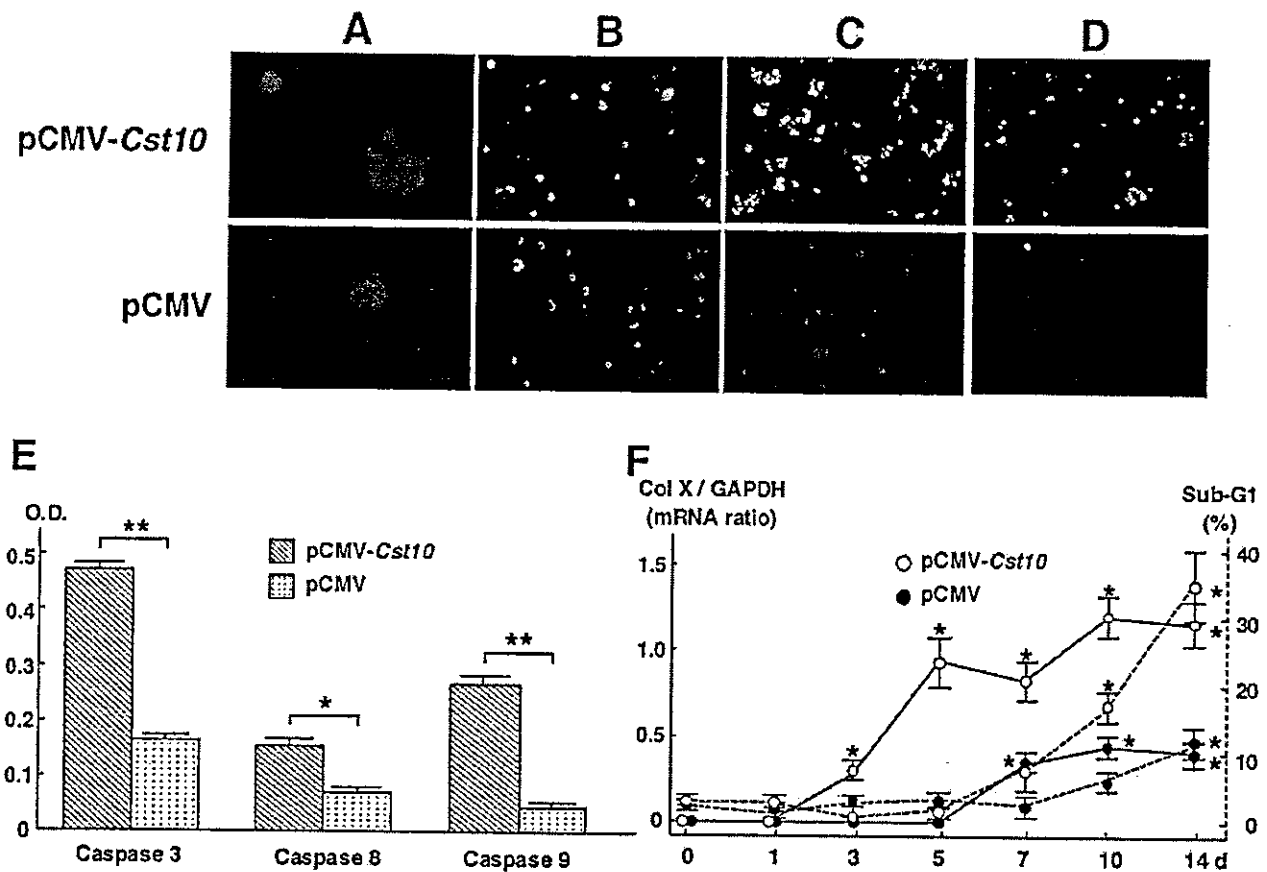 A B C D
pCMV-Cst10
pCMV
E
O.D.
**
*
**
pCMV-Cst10
pCMV
0.5
0.4
0.3
0.2
0.1
0
Caspase 3 Caspase 8 Caspase 9
F
Col X / GAPDH
(mRNA ratio)
Sub-G1
(%)
pCMV-Cst10
pCMV
1.5
1.0
0.5
0
40
30
20
10
0
* * * * * * * * * * *
0 1 3 5 7 10 14 d